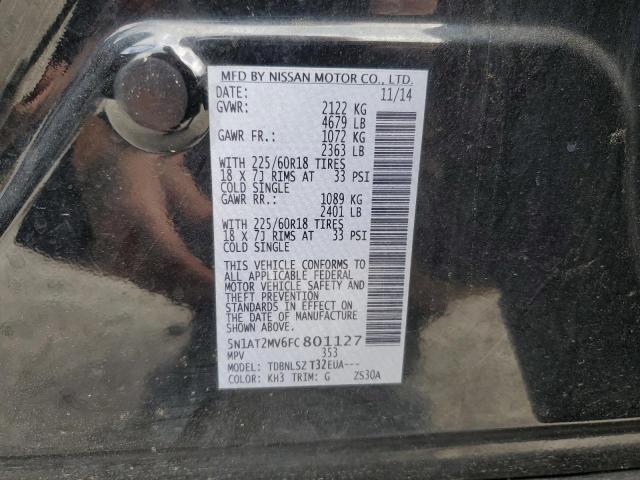 MFD BY NISSAN MOTOR CO., LTD.
DATE: 11/14
GVWR: 2122 KG
4679 LB
GAWR FR.: 1072 KG
2363 LB
WITH 225/60R18 TIRES
18 X 7J RIMS AT 33 PSI
COLD SINGLE
GAWR RR.: 1089 KG
2401 LB
WITH 225/60R18 TIRES
18 X 7J RIMS AT 33 PSI
COLD SINGLE
THIS VEHICLE CONFORMS TO
ALL APPLICABLE FEDERAL
MOTOR VEHICLE SAFETY AND
THEFT PREVENTION
STANDARDS IN EFFECT ON
THE DATE OF MANUFACTURE
SHOWN ABOVE.
5N1AT2MV6FC801127
MPV 353
MODEL: TDBNLSZ T32EUA---
COLOR: KH3 TRIM: G ZS30A